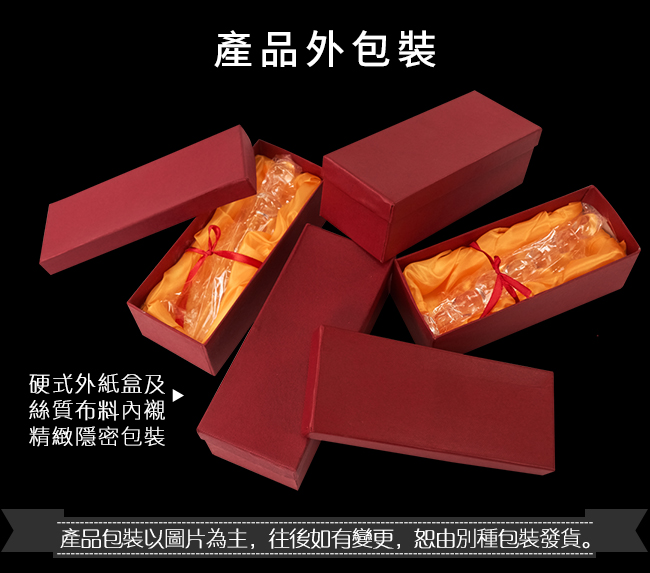 產品外包裝
硬式外紙盒及
絲質布料內襯
精緻隱密包裝
產品包裝以圖片為主，往後如有變更，恕由別種包裝發貨。